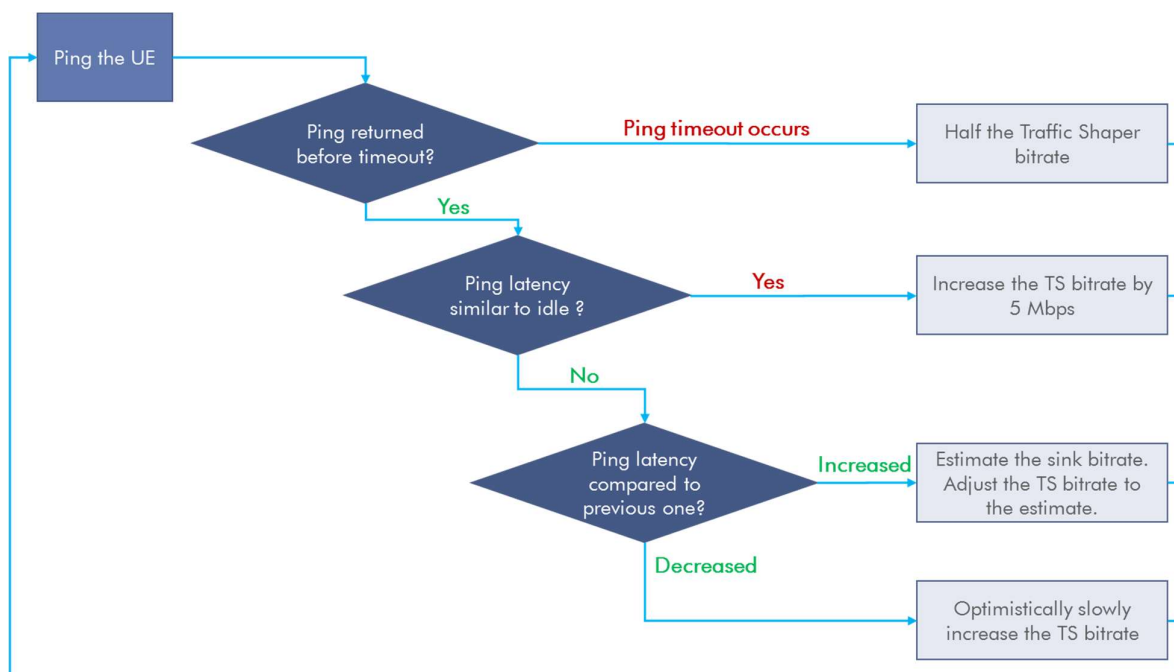 Ping the UE
Ping returned
before timeout?
Ping timeout occurs
Half the Traffic Shaper
bitrate
Yes
Ping latency
similar to idle ?
Yes
Increase the TS bitrate by
5 Mbps
No
Ping latency
compared to
previous one?
Increased
Estimate the sink bitrate.
Adjust the TS bitrate to
the estimate.
Decreased
Optimistically slowly
increase the TS bitrate